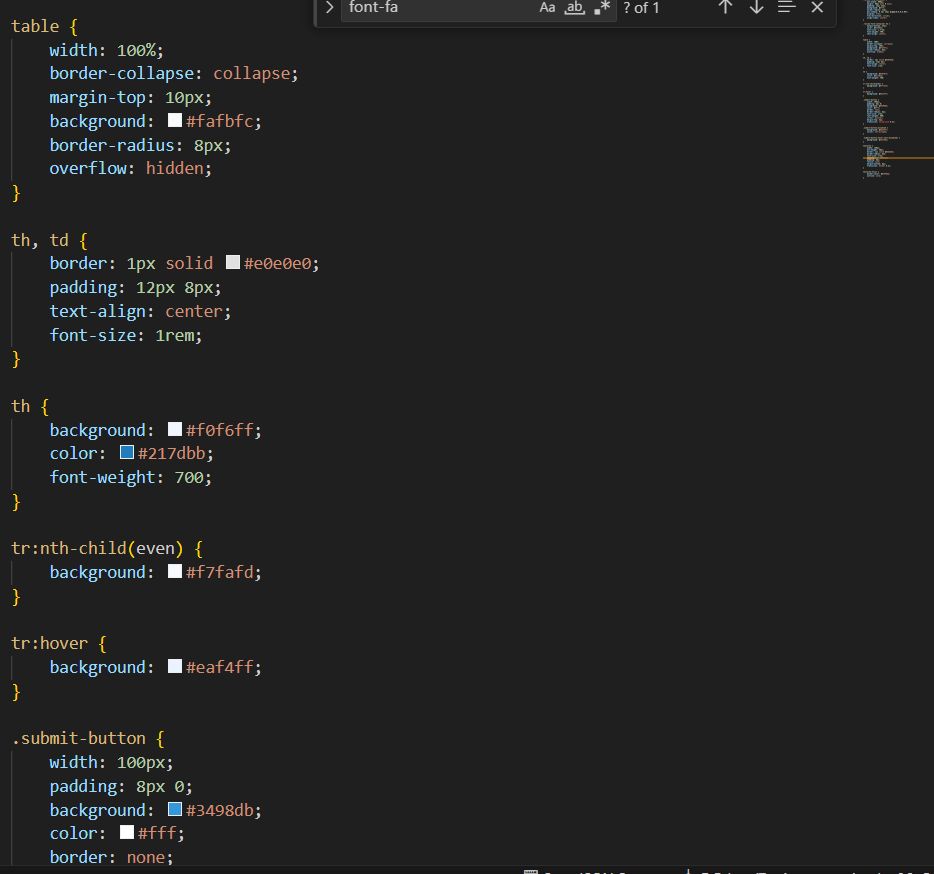 font-fa
Aa ab .* ? of 1
table {
    width: 100%;
    border-collapse: collapse;
    margin-top: 10px;
    background: #fafbfc;
    border-radius: 8px;
    overflow: hidden;
}
th, td {
    border: 1px solid #e0e0e0;
    padding: 12px 8px;
    text-align: center;
    font-size: 1rem;
}
th {
    background: #f0f6ff;
    color: #217dbb;
    font-weight: 700;
}
tr:nth-child(even) {
    background: #f7fafd;
}
tr:hover {
    background: #eaf4ff;
}
.submit-button {
    width: 100px;
    padding: 8px 0;
    background: #3498db;
    color: #fff;
    border: none;